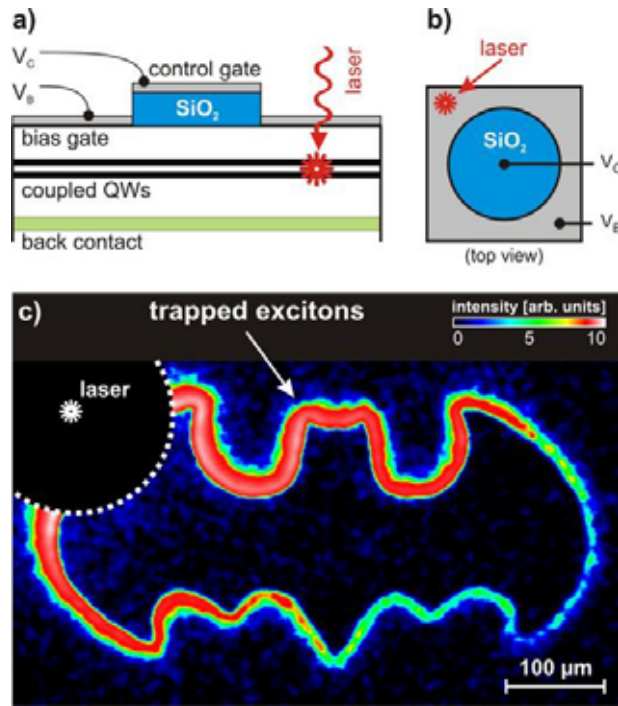 a)
V_C
control gate
laser
V_B
SiO₂
bias gate
coupled QWs
back contact
b)
laser
SiO₂
V_C
V_B
(top view)
c)
trapped excitons
intensity [arb. units]
0 5 10
laser
100 μm